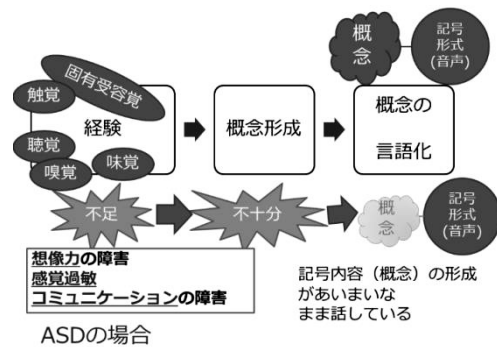 概
念
記号
形式
(音声)
固有受容覚
触覚
経験
聴覚
嗅覚
味覚
概念形成
概念の
言語化
不足
不十分
概
念
記号
形式
(音声)
想像力の障害
感覚過敏
コミュニケーションの障害
記号内容（概念）の形成
があいまいな
まま話している
ASDの場合